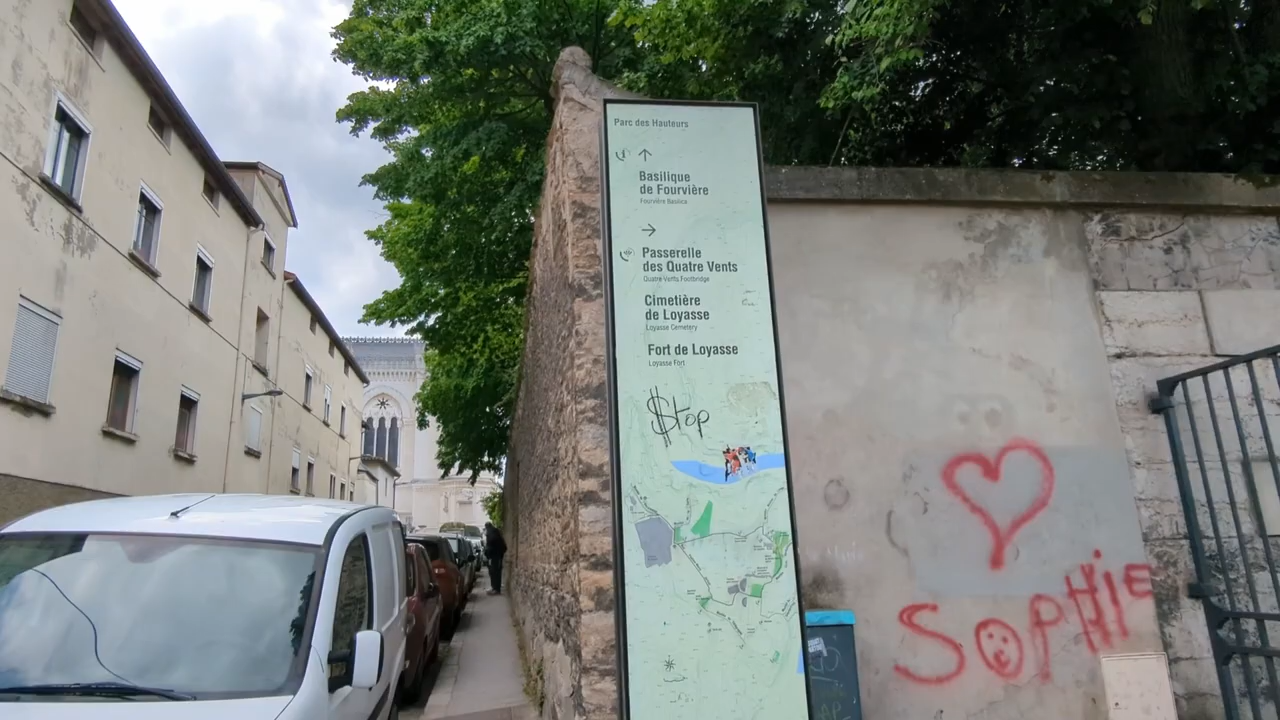 Parc des Hauteurs
↑
Basilique
de Fourvière
Fourvière Basilica
→
Passerelle
des Quatre Vents
Quatre Vents Footbridge
Cimetière
de Loyasse
Loyasse Cemetery
Fort de Loyasse
Loyasse Fort
$top
SOPHIE